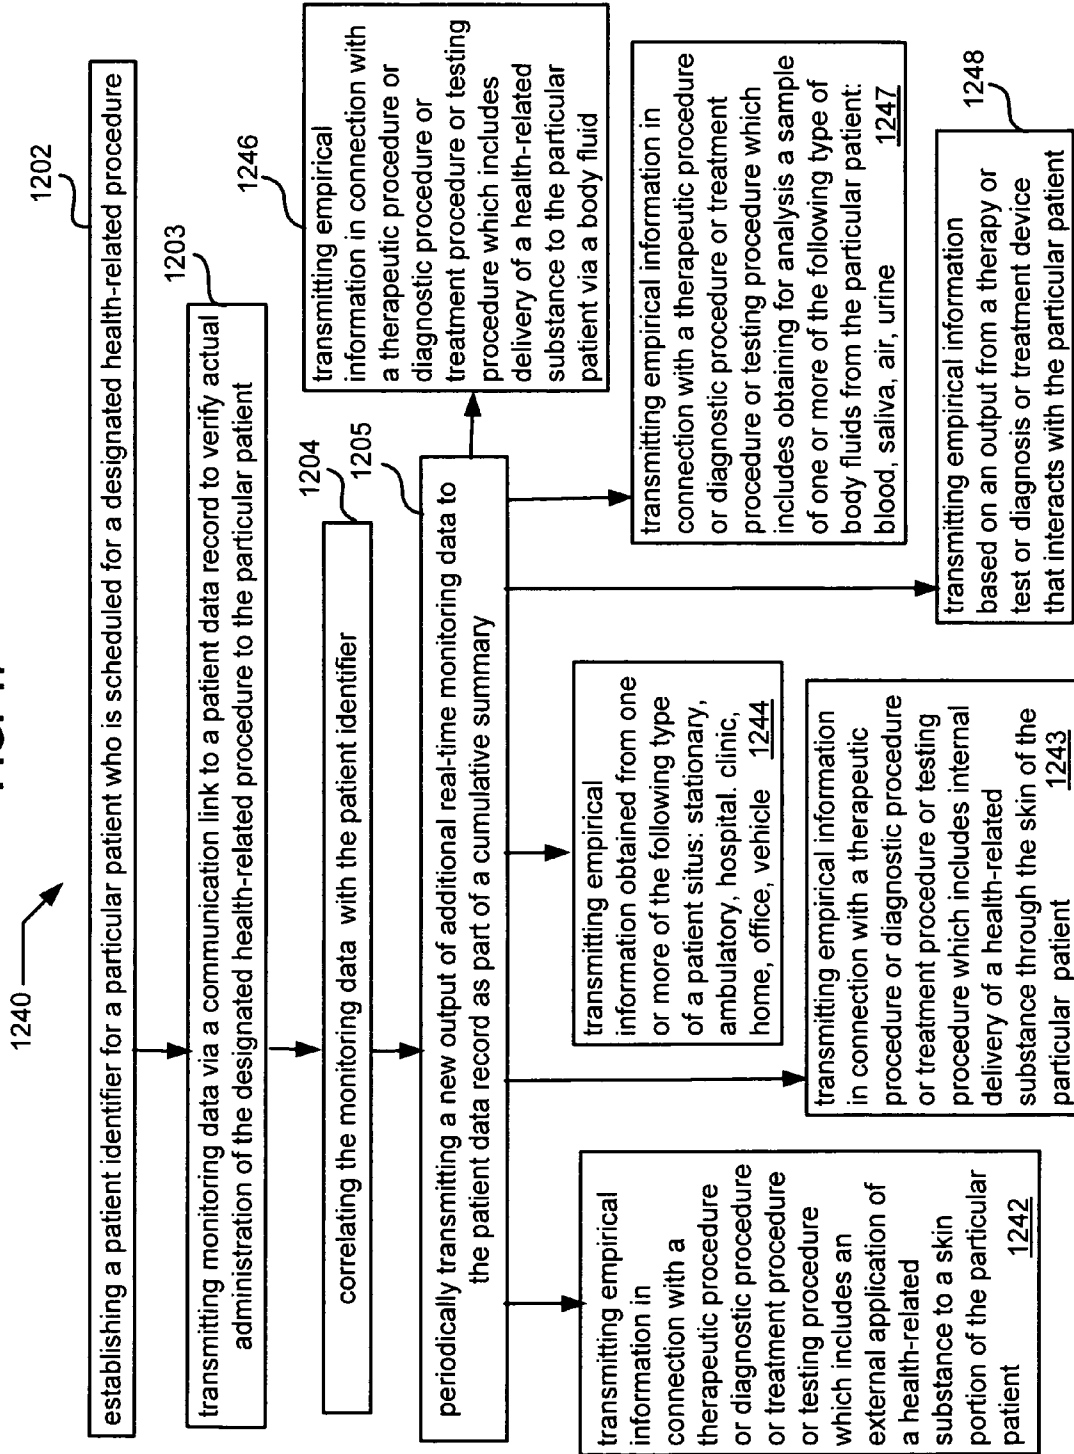 1240
1202
establishing a patient identifier for a particular patient who is scheduled for a designated health-related procedure
1203
transmitting monitoring data via a communication link to a patient data record to verify actual
administration of the designated health-related procedure to the particular patient
1204
correlating the monitoring data with the patient identifier
1205
periodically transmitting a new output of additional real-time monitoring data to
the patient data record as part of a cumulative summary
1246
transmitting empirical
information in connection with
a therapeutic procedure or
diagnostic procedure or
treatment procedure or testing
procedure which includes
delivery of a health-related
substance to the particular
patient via a body fluid
transmitting empirical
information in
connection with a
therapeutic procedure
or diagnostic procedure
or treatment procedure
or testing procedure
which includes an
external application of
a health-related
substance to a skin
portion of the particular
patient 1242
transmitting empirical
information obtained from one
or more of the following type
of a patient situs: stationary,
ambulatory, hospital. clinic,
home, office, vehicle 1244
transmitting empirical information
in connection with a therapeutic
procedure or diagnostic procedure
or treatment procedure or testing
procedure which includes internal
delivery of a health-related
substance through the skin of the
particular patient 1243
transmitting empirical information in
connection with a therapeutic procedure
or diagnostic procedure or treatment
procedure or testing procedure which
includes obtaining for analysis a sample
of one or more of the following type of
body fluids from the particular patient:
blood, saliva, air, urine 1247
1248
transmitting empirical information
based on an output from a therapy or
test or diagnosis or treatment device
that interacts with the particular patient